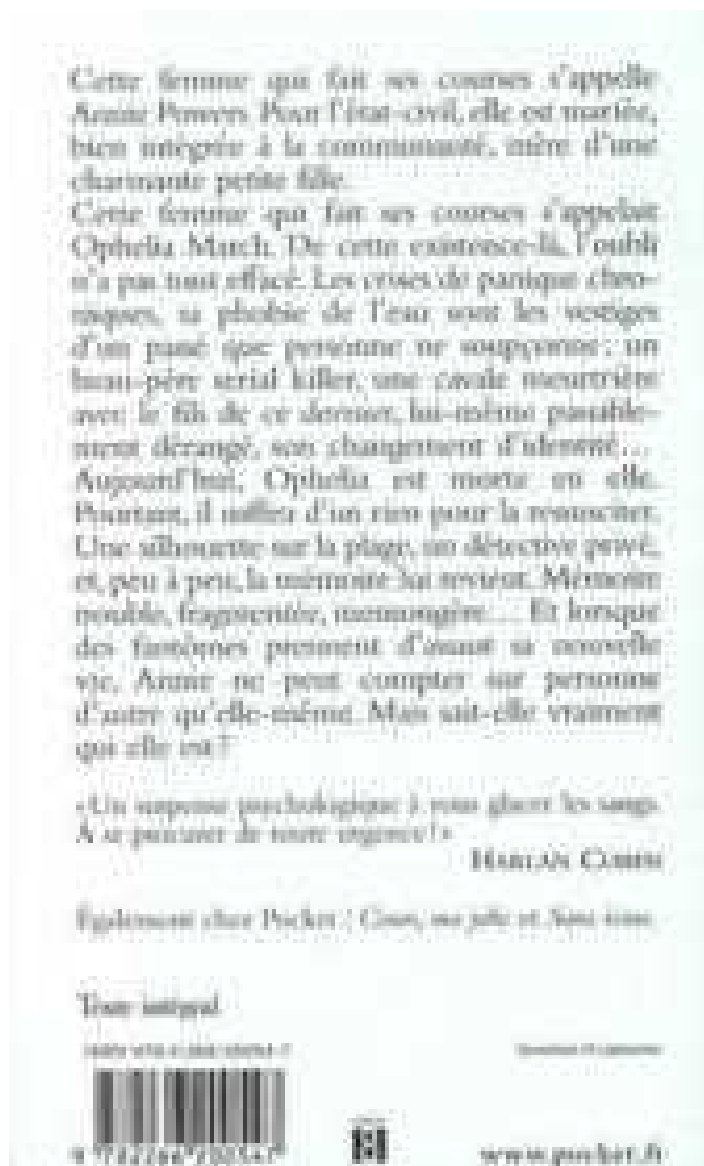 Cette femme qui fait ses courses s'appelle
Annie Powers. Pour l'état-civil, elle est mariée,
bien intégrée à la communauté, mère d'une
charmante petite fille.
Cette femme qui fait ses courses s'appelait
Ophelia March. De cette existence-là, l'oubli
n'a pas tout effacé. Les crises de panique chro-
niques, sa phobie de l'eau sont les vestiges
d'un passé que personne ne soupçonne : un
beau-père serial killer, une cavale meurtrière
avec le fils de ce dernier, lui-même passable-
ment dérangé, son changement d'identité…
Aujourd'hui, Ophelia est morte en elle.
Pourtant, il suffira d'un rien pour la ressusciter.
Une silhouette sur la plage, un détective privé,
et, peu à peu, la mémoire lui revient. Mémoire
trouble, fragmentée, mensongère… Et lorsque
des fantômes prennent d'assaut sa nouvelle
vie, Annie ne peut compter sur personne
d'autre qu'elle-même. Mais sait-elle vraiment
qui elle est ?
« Un suspense psychologique à vous glacer les sangs.
À se procurer de toute urgence ! »
HARLAN COBEN
Également chez Pocket : Cours, ma jolie et Sans
Texte intégral
www.pocket.fr